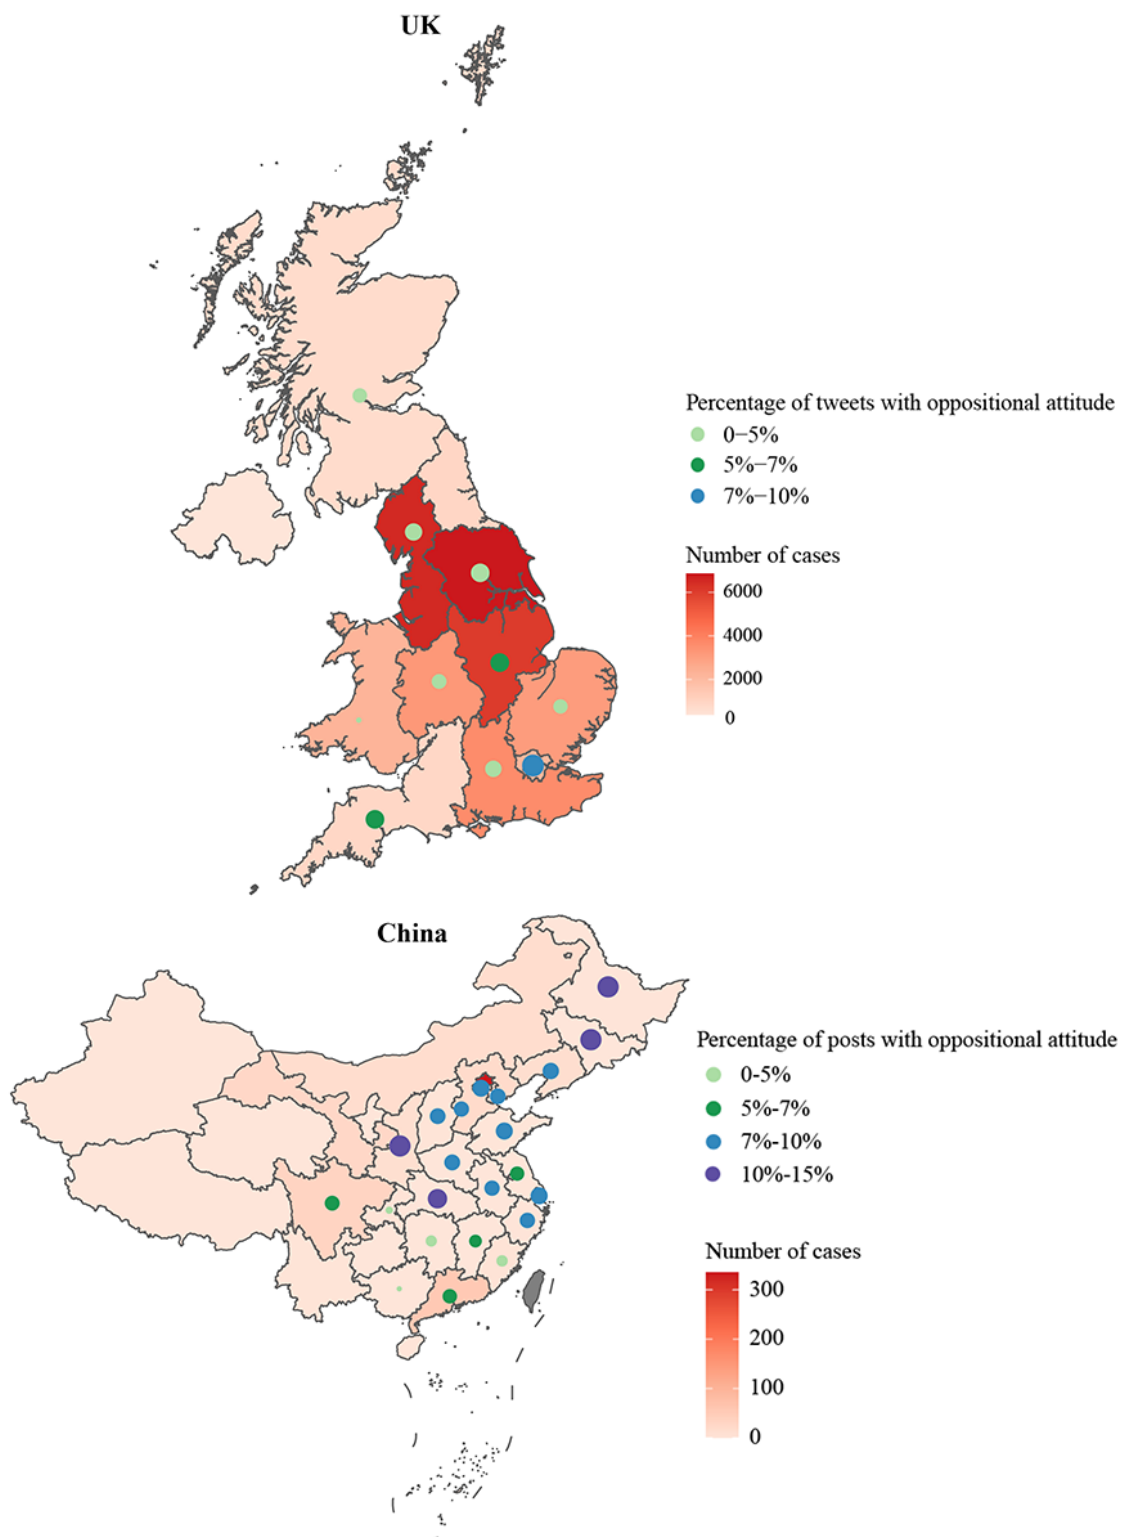 UK
Percentage of tweets with oppositional attitude
0−5%
5%−7%
7%−10%
Number of cases
6000
4000
2000
0
China
Percentage of posts with oppositional attitude
0-5%
5%-7%
7%-10%
10%-15%
Number of cases
300
200
100
0